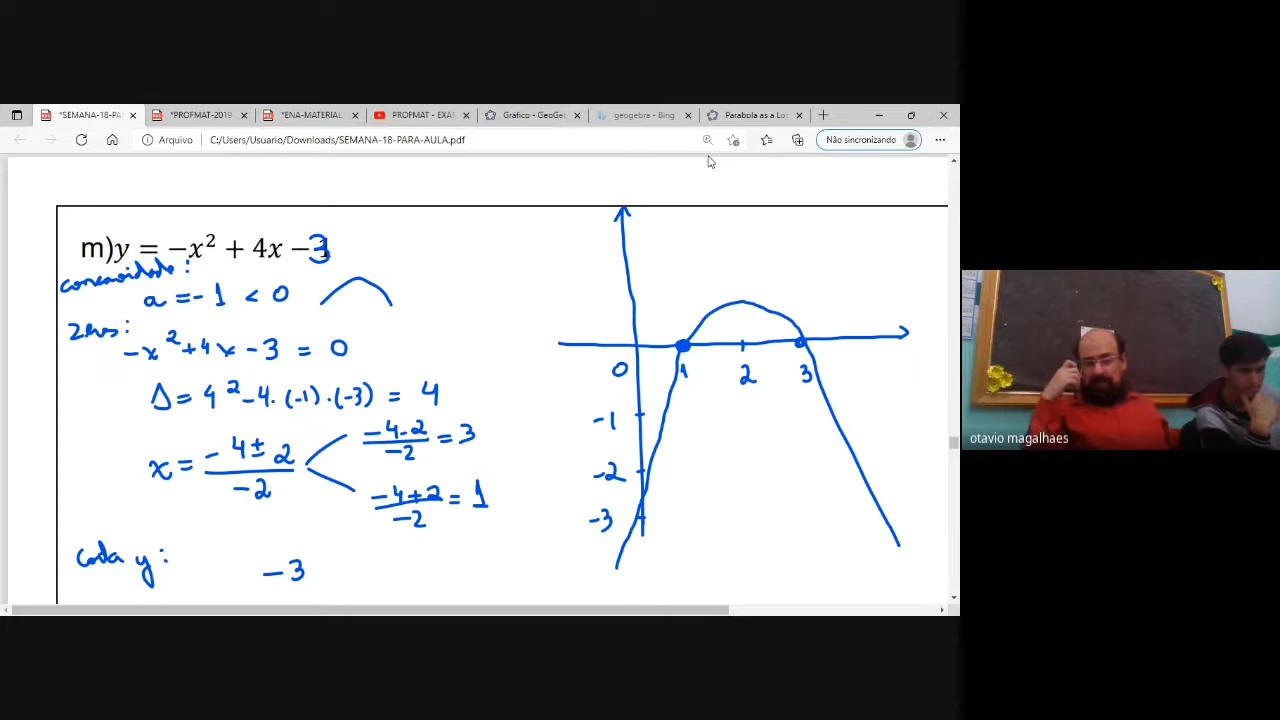 *SEMANA-18-PA
*PROFMAT-2019
*ENA-MATERIAL
PROFMAT - EXA
Gráfico - GeoGe
geogebra - Bing
Parabola as a Lo
Arquivo
C:/Users/Usuario/Downloads/SEMANA-18-PARA-AULA.pdf
Não sincronizando
m)y = −x² + 4x − 3
concavidade:
a = -1 < 0
zeros:
-x² + 4x - 3 = 0
Δ = 4² - 4 · (-1) · (-3) = 4
x = (-4 ± 2)/(-2)
(-4-2)/(-2) = 3
(-4+2)/(-2) = 1
corta y:
-3
0
1
2
3
-1
-2
-3
otavio magalhaes